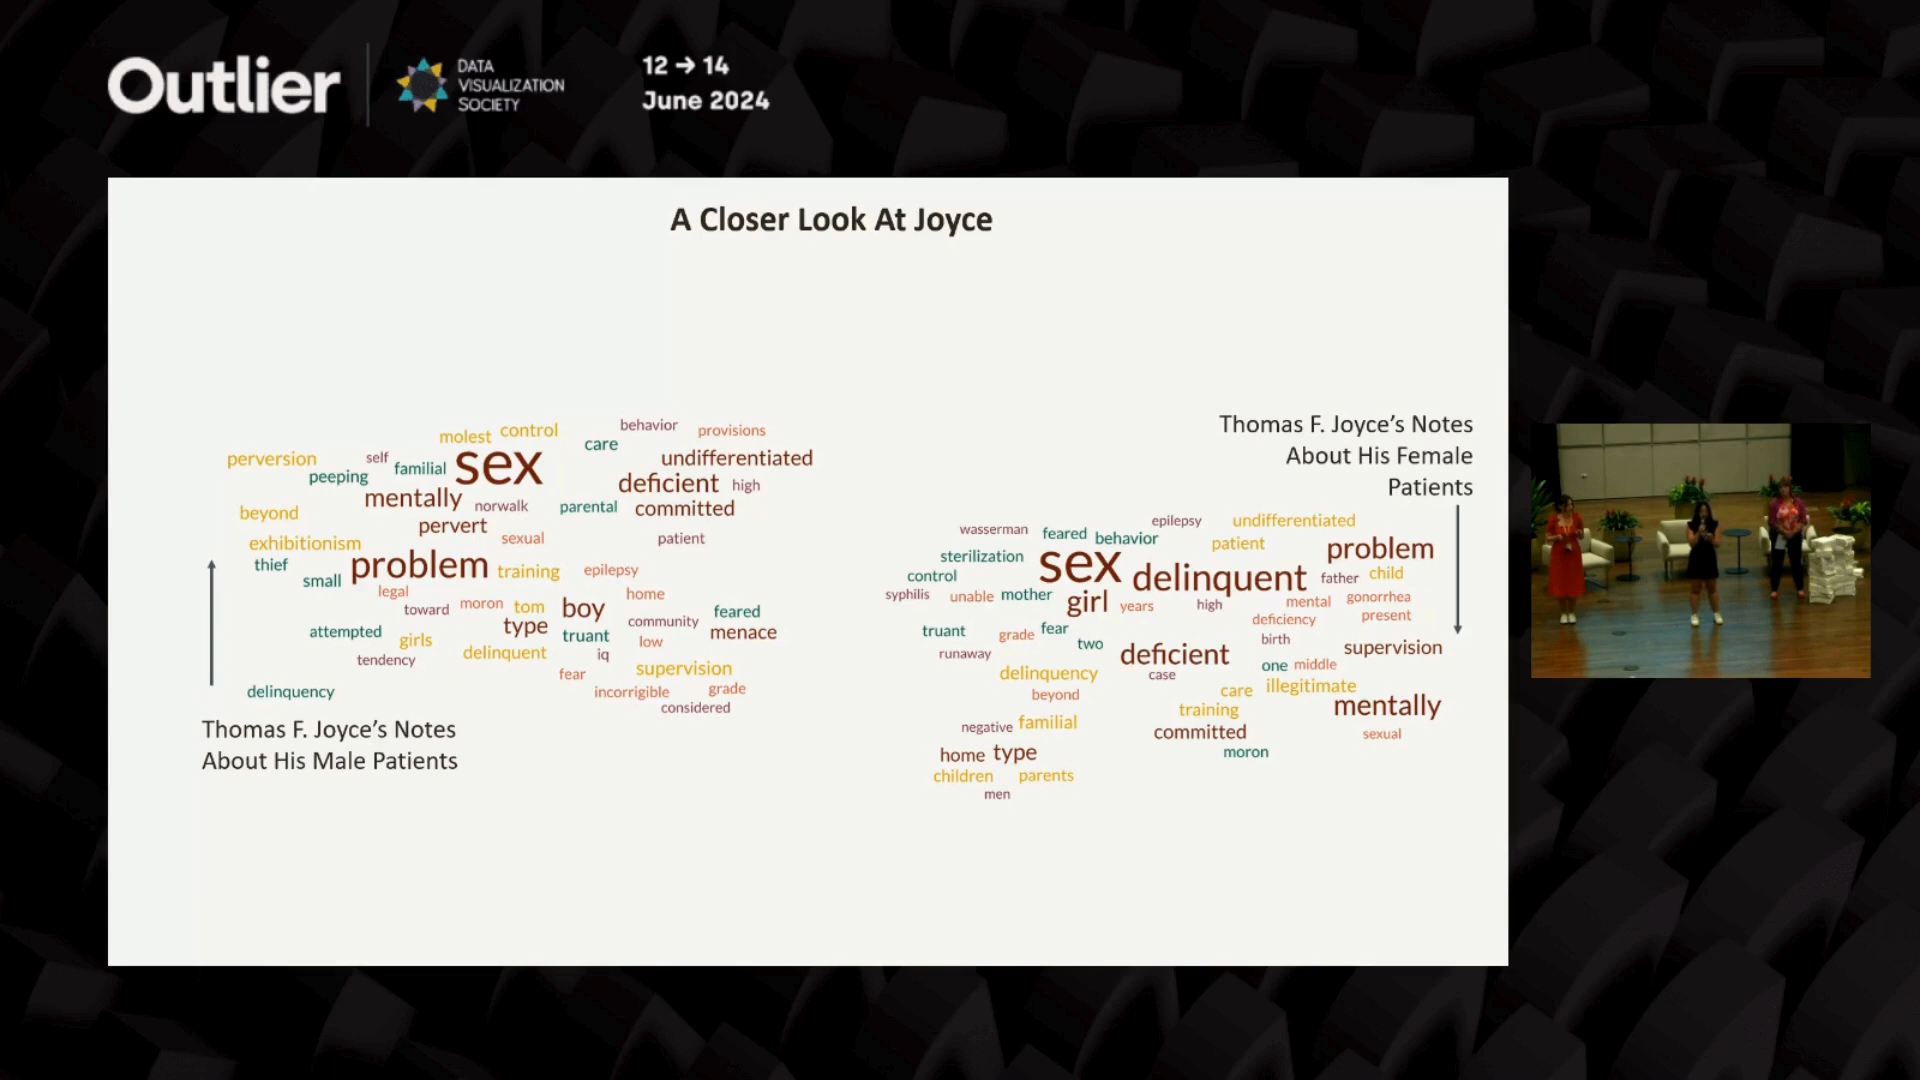 Outlier
DATA
VISUALIZATION
SOCIETY
12 → 14
June 2024
A Closer Look At Joyce
molest control behavior provisions
care
perversion self familial sex undifferentiated
peeping deficient high
mentally norwalk parental committed
beyond pervert
exhibitionism sexual patient
thief problem training epilepsy
small
legal moron tom boy home
toward community feared
attempted girls type truant low menace
tendency delinquent iq
fear supervision
delinquency incorrigible grade
considered
Thomas F. Joyce's Notes
About His Male Patients
Thomas F. Joyce's Notes
About His Female
Patients
wasserman feared epilepsy undifferentiated
behavior patient problem
sterilization sex delinquent father child
control
syphilis unable mother girl years high mental gonorrhea
deficiency present
truant grade fear birth
runaway two deficient supervision
delinquency case one middle
beyond care illegitimate
training mentally
negative familial committed sexual
home type moron
children parents
men